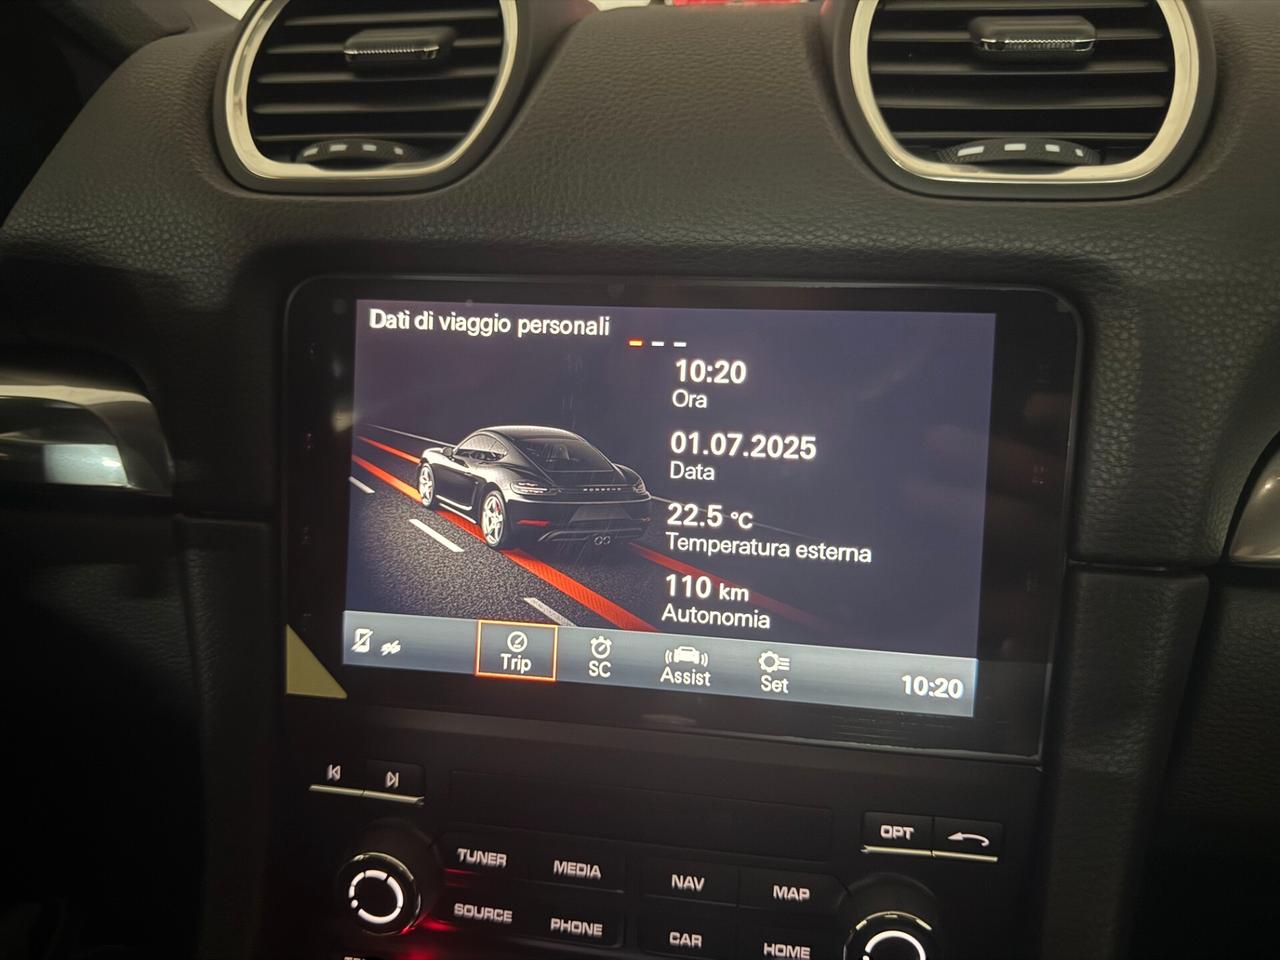 Dati di viaggio personali
10:20
Ora
01.07.2025
Data
22.5 °C
Temperatura esterna
110 km
Autonomia
PORSCHE
Trip
SC
Assist
Set
10:20
OPT
TUNER
MEDIA
NAV
MAP
SOURCE
PHONE
CAR
HOME